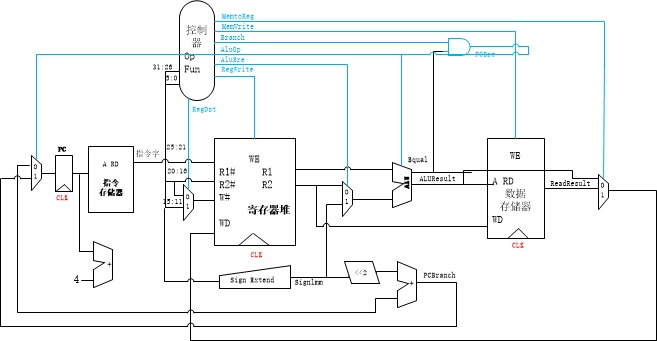 MemtoReg
MemWrite
Branch
AluOp
AluSre
RegWrite
控制
器
Op
Fun
31:26
5:0
PCSre
RegDst
PC
0
1
CLK
A RD
指令
存储器
指令字
25:21
20:16
15:11
0
1
WE
R1# R1
R2# R2
W#
WD
寄存器堆
CLK
0
1
ALU
Equal
ALUResult
WE
A RD
数据
存储器
WD
CLK
ReadResult
0
1
4
+
Sign Extend
SignImm
<<2
+
PCBranch